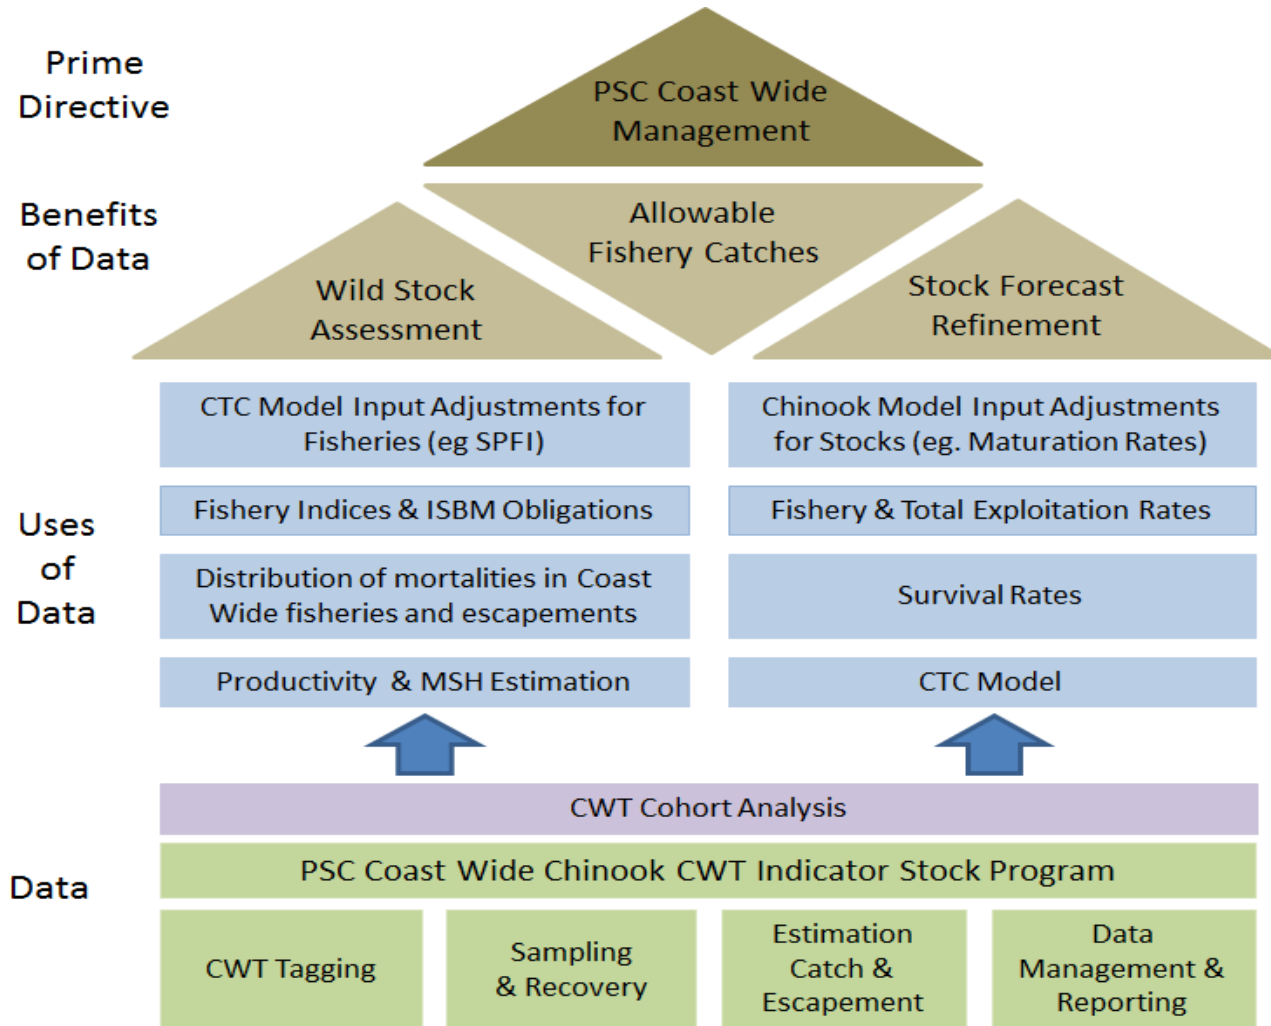 Prime
Directive
PSC Coast Wide
Management
Benefits
of Data
Allowable
Fishery Catches
Wild Stock
Assessment
Stock Forecast
Refinement
Uses
of
Data
CTC Model Input Adjustments for
Fisheries (eg SPFI)
Chinook Model Input Adjustments
for Stocks (eg. Maturation Rates)
Fishery Indices & ISBM Obligations
Fishery & Total Exploitation Rates
Distribution of mortalities in Coast
Wide fisheries and escapements
Survival Rates
Productivity & MSH Estimation
CTC Model
Data
CWT Cohort Analysis
PSC Coast Wide Chinook CWT Indicator Stock Program
CWT Tagging
Sampling
& Recovery
Estimation
Catch &
Escapement
Data
Management &
Reporting